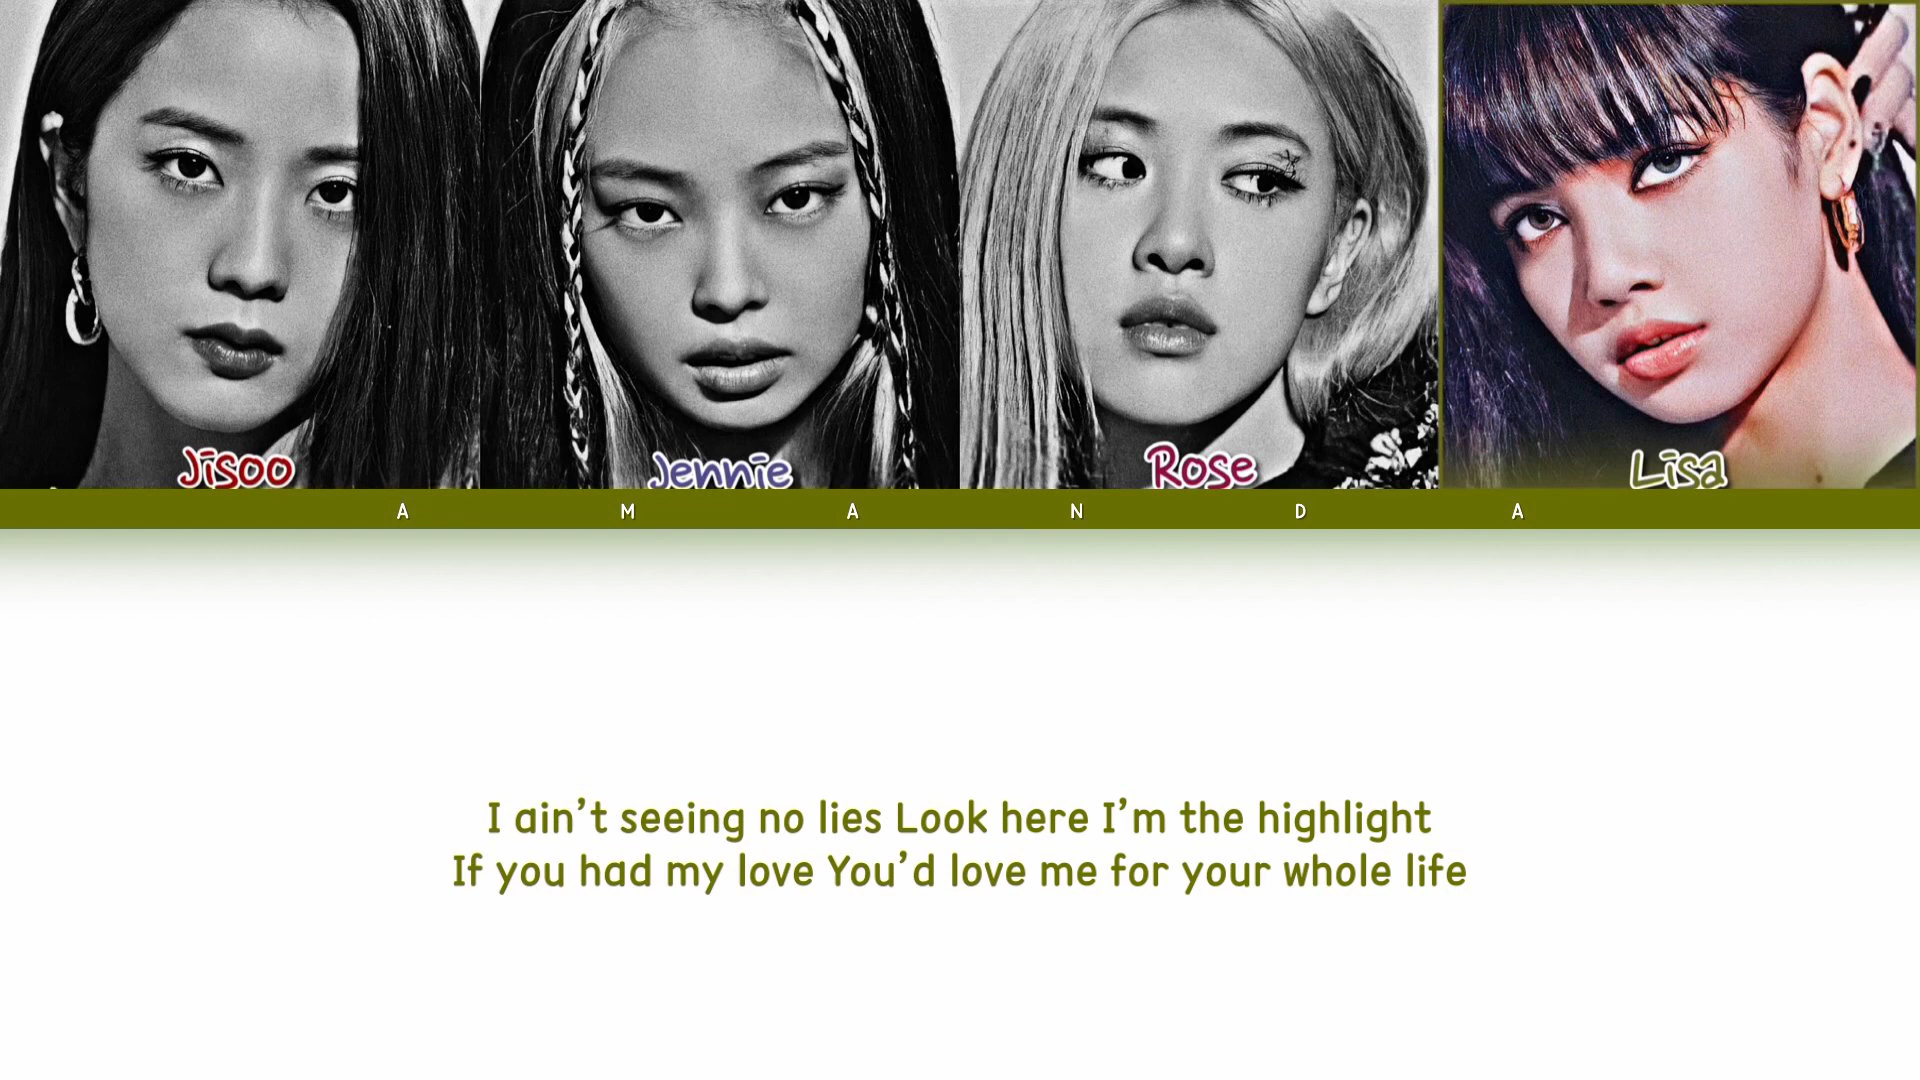 Jisoo
Jennie
Rose
Lisa
A M A N D A
I ain’t seeing no lies Look here I’m the highlight
If you had my love You’d love me for your whole life